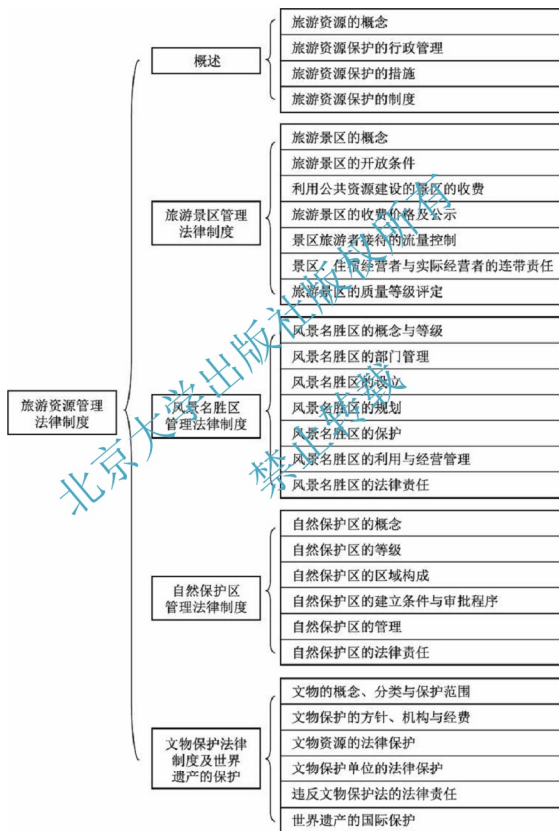 旅游资源管理
法律制度
概述
旅游资源的概念
旅游资源保护的行政管理
旅游资源保护的措施
旅游资源保护的制度
旅游景区管理
法律制度
旅游景区的概念
旅游景区的开放条件
利用公共资源建设的景区的收费
旅游景区的收费价格及公示
景区旅游者接待的流量控制
景区、住宿经营者与实际经营者的连带责任
旅游景区的质量等级评定
风景名胜区
管理法律制度
风景名胜区的概念与等级
风景名胜区的部门管理
风景名胜区的设立
风景名胜区的规划
风景名胜区的保护
风景名胜区的利用与经营管理
风景名胜区的法律责任
自然保护区
管理法律制度
自然保护区的概念
自然保护区的等级
自然保护区的区域构成
自然保护区的建立条件与审批程序
自然保护区的管理
自然保护区的法律责任
文物保护法律
制度及世界
遗产的保护
文物的概念、分类与保护范围
文物保护的方针、机构与经费
文物资源的法律保护
文物保护单位的法律保护
违反文物保护法的法律责任
世界遗产的国际保护
北京大学出版社版权所有
禁止转载